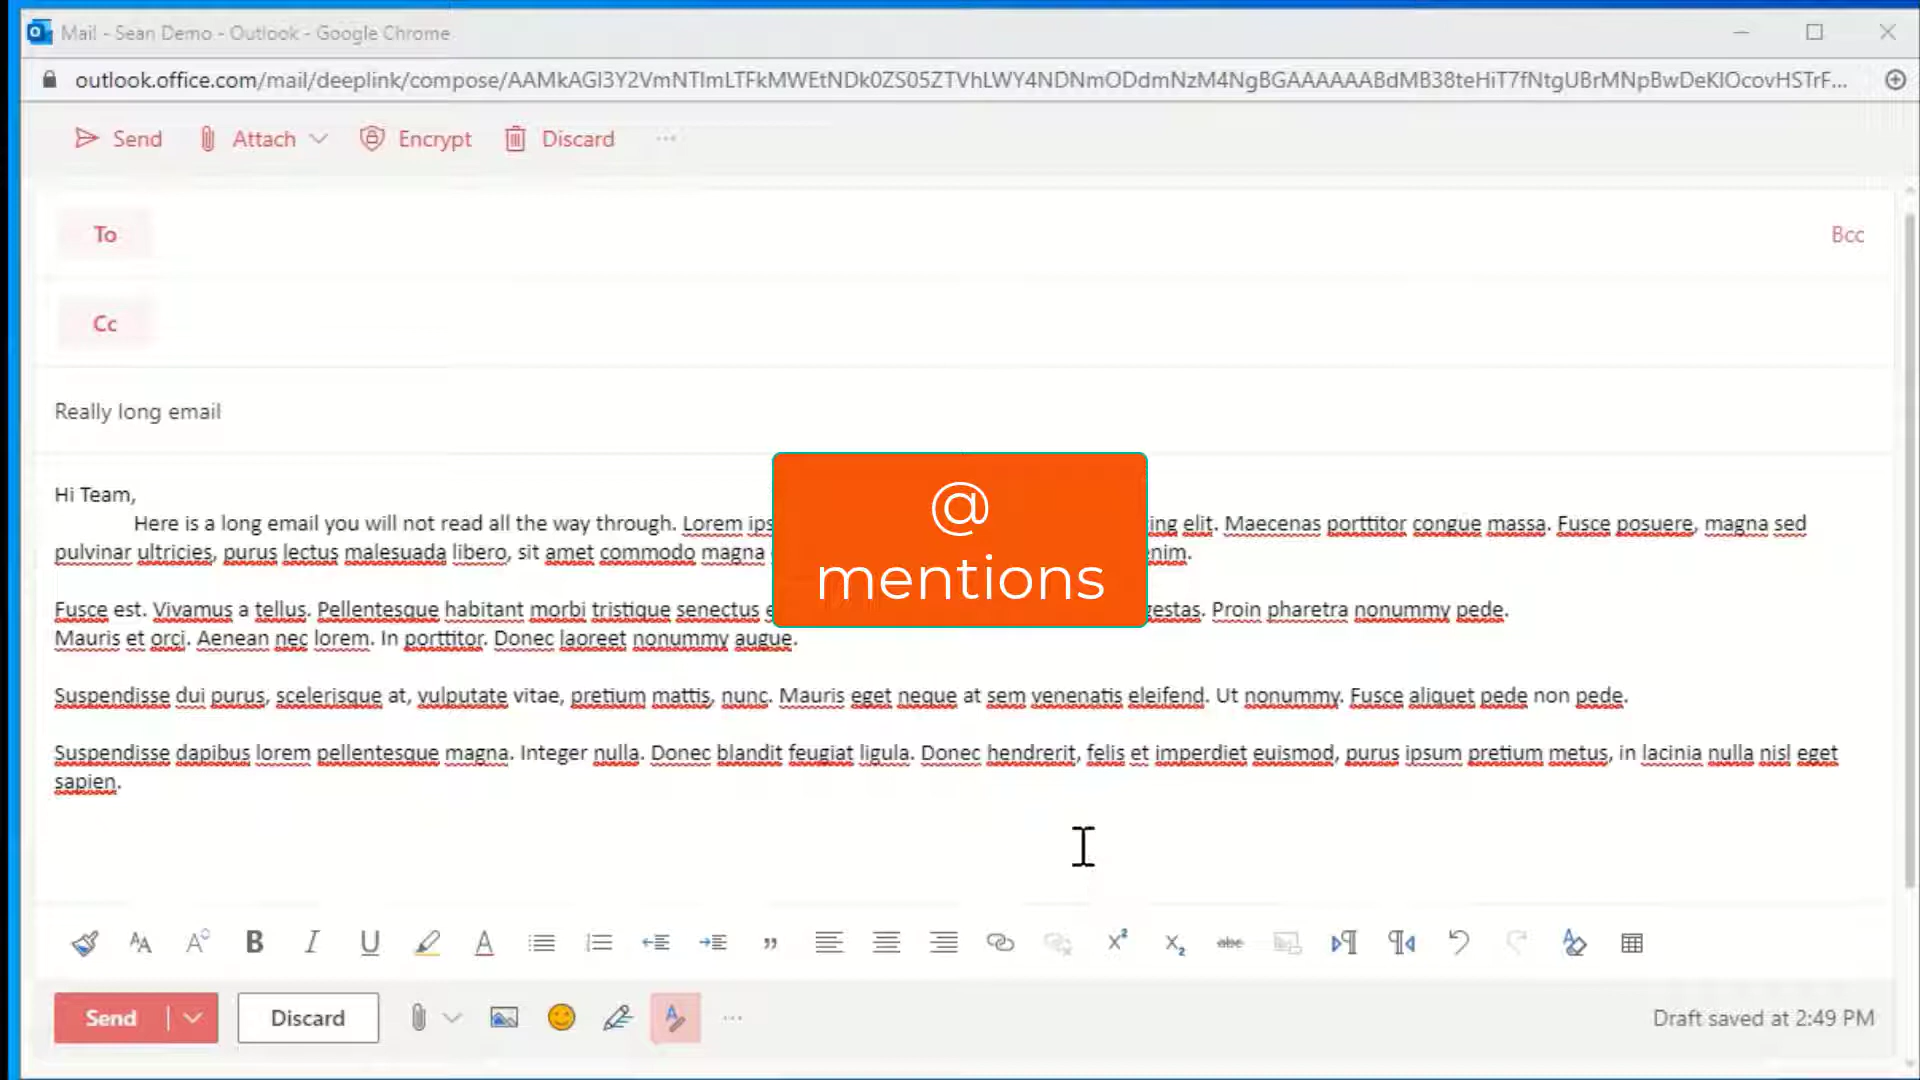 Mail - Sean Demo - Outlook - Google Chrome
outlook.office.com/mail/deeplink/compose/AAMkAGI3Y2VmNTlmLTFkMWEtNDk0ZS05ZTVhLWY4NDNmODdmNzM4NgBGAAAAAABdMB38teHiT7fNtgUBrMNpBwDeKlOcovHSTrF...
Send Attach Encrypt Discard ...
To Bcc
Cc
Really long email
Hi Team,
Here is a long email you will not read all the way through. Lorem ips ing elit. Maecenas porttitor congue massa. Fusce posuere, magna sed
pulvinar ultricies, purus lectus malesuada libero, sit amet commodo magna enim.
@
mentions
Fusce est. Vivamus a tellus. Pellentesque habitant morbi tristique senectus e gestas. Proin pharetra nonummy pede.
Mauris et orci. Aenean nec lorem. In porttitor. Donec laoreet nonummy augue.
Suspendisse dui purus, scelerisque at, vulputate vitae, pretium mattis, nunc. Mauris eget neque at sem venenatis eleifend. Ut nonummy. Fusce aliquet pede non pede.
Suspendisse dapibus lorem pellentesque magna. Integer nulla. Donec blandit feugiat ligula. Donec hendrerit, felis et imperdiet euismod, purus ipsum pretium metus, in lacinia nulla nisl eget
sapien.
Send Discard ... Draft saved at 2:49 PM